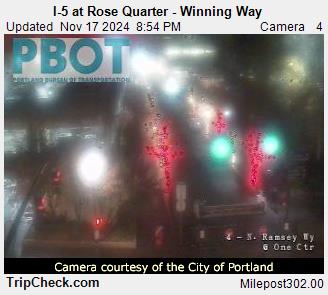 I-5 at Rose Quarter - Winning Way
Updated Nov 17 2024 8:54 PM Camera 4
PBOT
PORTLAND BUREAU OF TRANSPORTATION
4 - N. Ramsey Wy
@ One Ctr
Camera courtesy of the City of Portland
TripCheck.com Milepost302.00